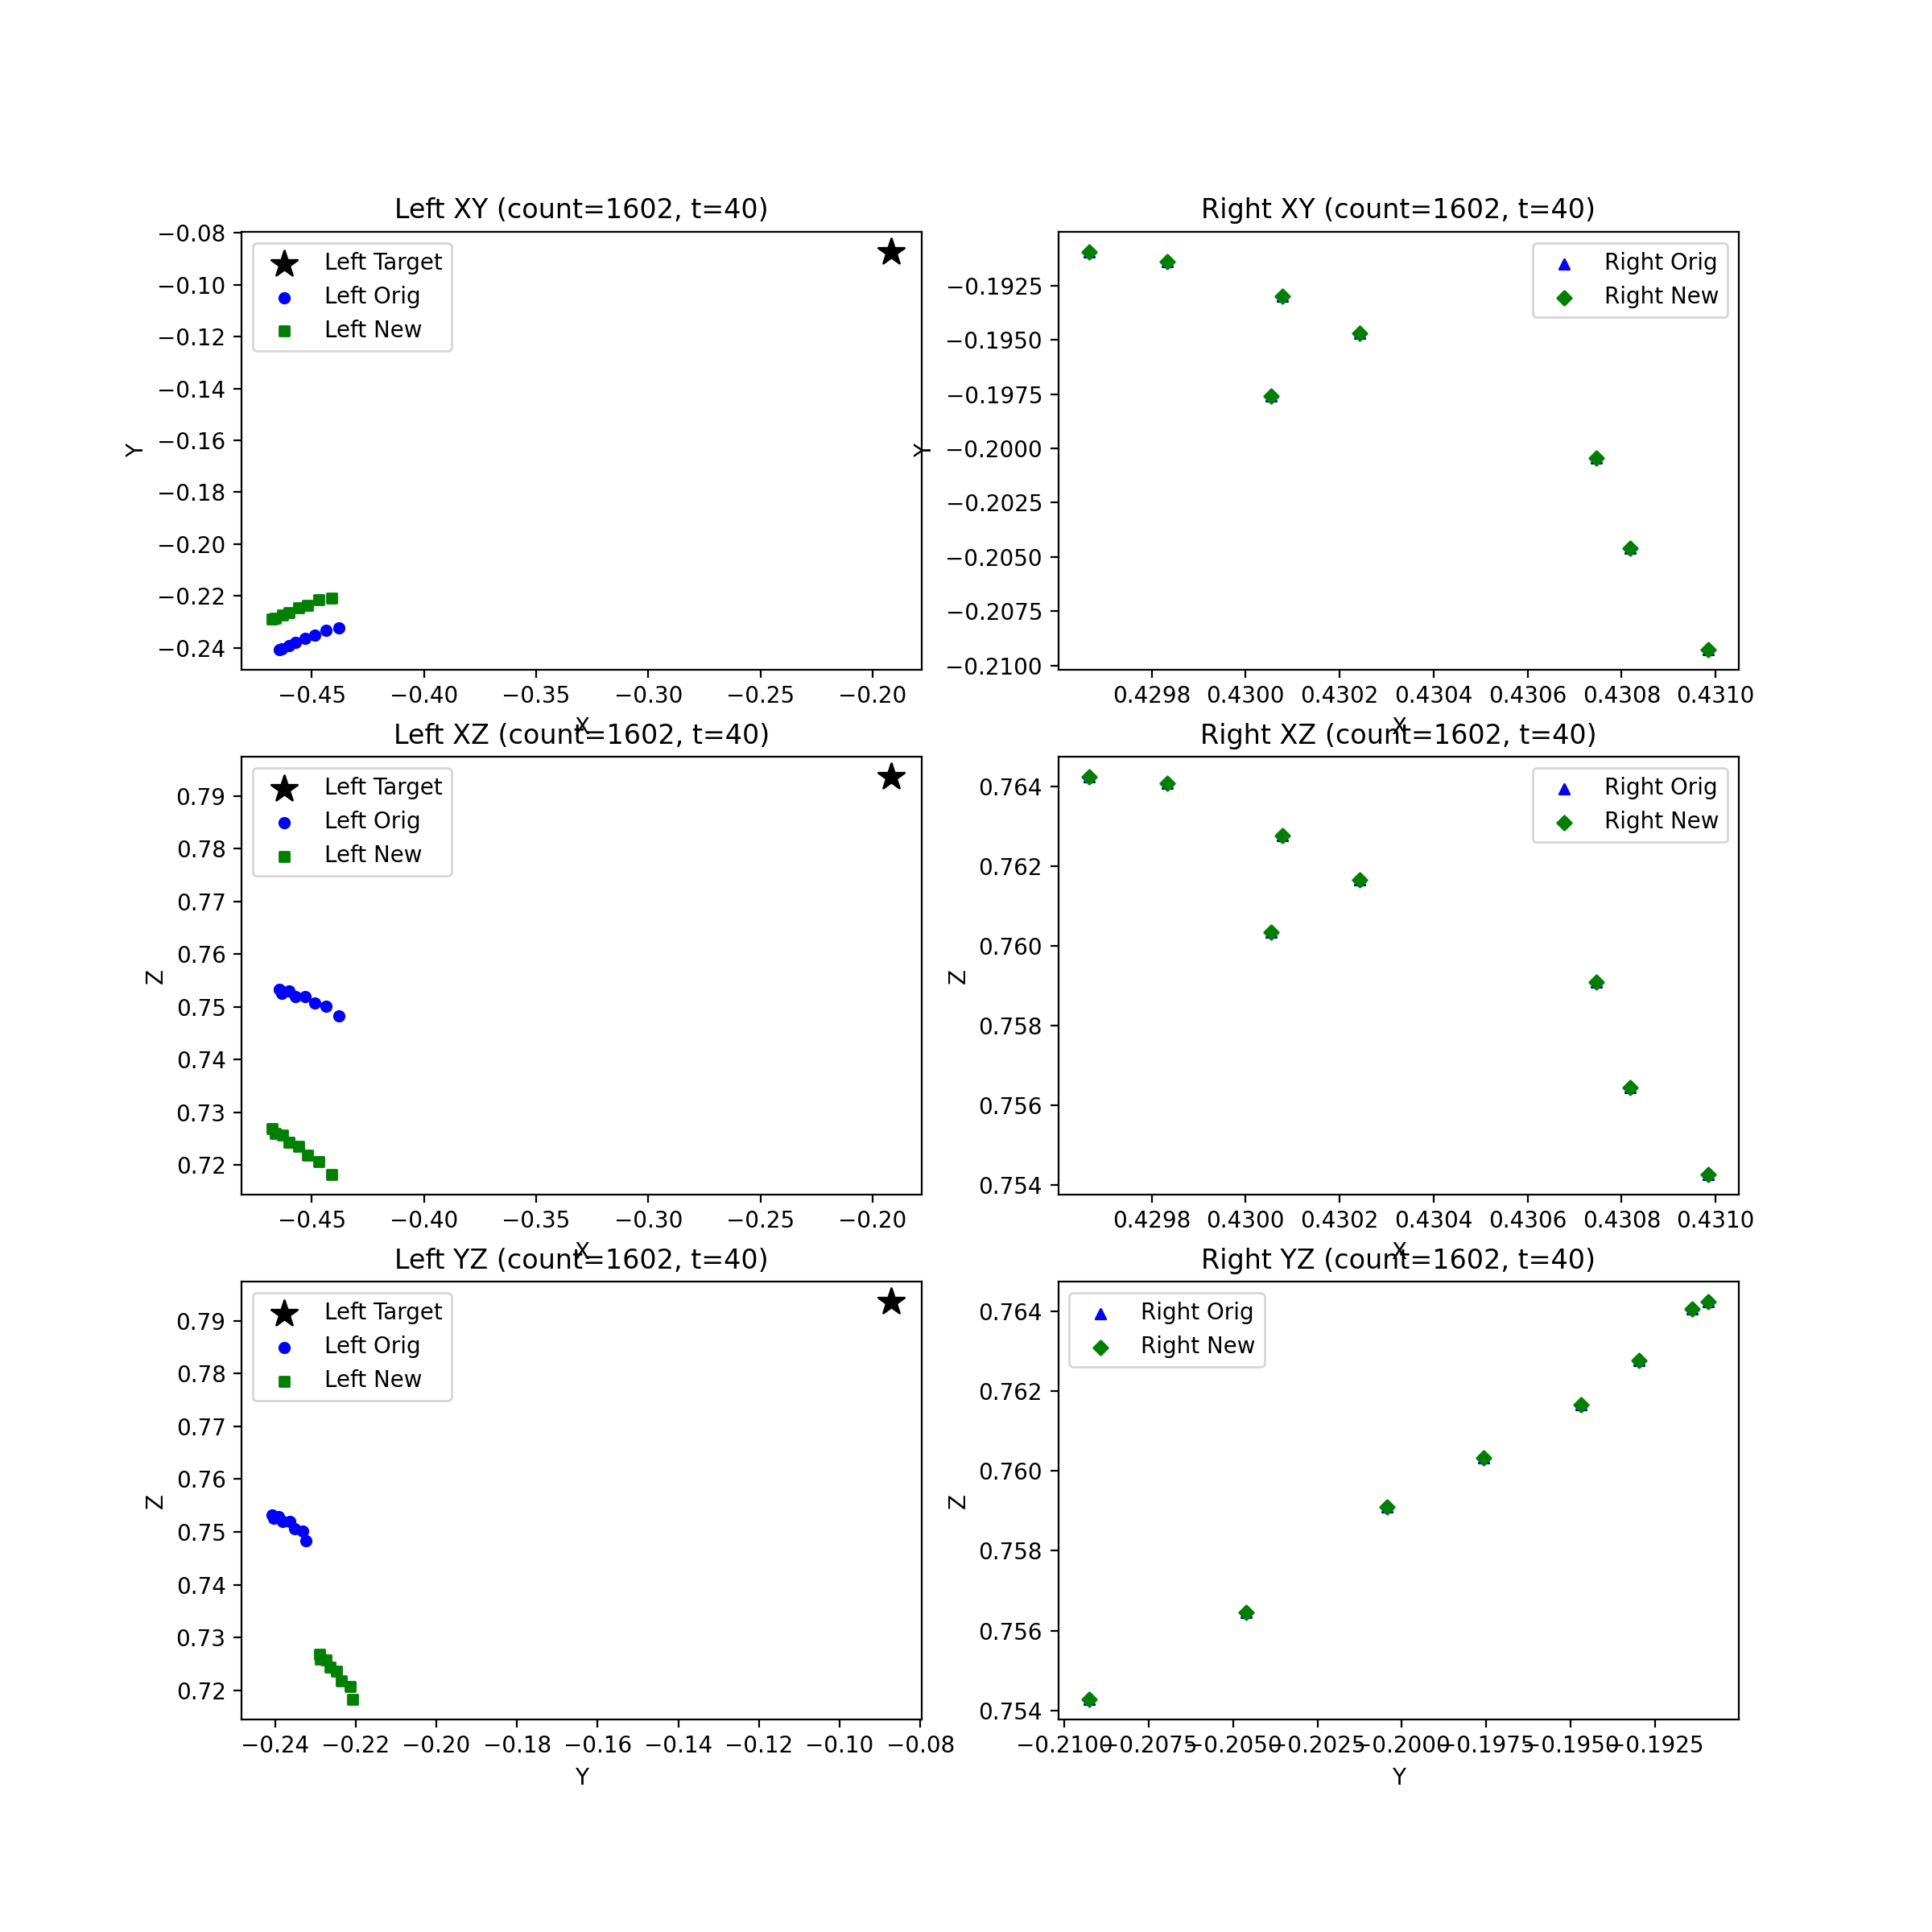 Left XY (count=1602, t=40)
−0.08
−0.10
−0.12
−0.14
−0.16
−0.18
−0.20
−0.22
−0.24
Y
Left Target
Left Orig
Left New
−0.45 −0.40 −0.35 −0.30 −0.25 −0.20
X
Right XY (count=1602, t=40)
−0.1925
−0.1950
−0.1975
−0.2000
−0.2025
−0.2050
−0.2075
−0.2100
Y
Right Orig
Right New
0.4298 0.4300 0.4302 0.4304 0.4306 0.4308 0.4310
X
Left XZ (count=1602, t=40)
0.79
0.78
0.77
0.76
0.75
0.74
0.73
0.72
Z
Left Target
Left Orig
Left New
−0.45 −0.40 −0.35 −0.30 −0.25 −0.20
X
Right XZ (count=1602, t=40)
0.764
0.762
0.760
0.758
0.756
0.754
Z
Right Orig
Right New
0.4298 0.4300 0.4302 0.4304 0.4306 0.4308 0.4310
X
Left YZ (count=1602, t=40)
0.79
0.78
0.77
0.76
0.75
0.74
0.73
0.72
Z
Left Target
Left Orig
Left New
−0.24 −0.22 −0.20 −0.18 −0.16 −0.14 −0.12 −0.10 −0.08
Y
Right YZ (count=1602, t=40)
0.764
0.762
0.760
0.758
0.756
0.754
Z
Right Orig
Right New
−0.2100 −0.2075 −0.2050 −0.2025 −0.2000 −0.1975 −0.1950 −0.1925
Y